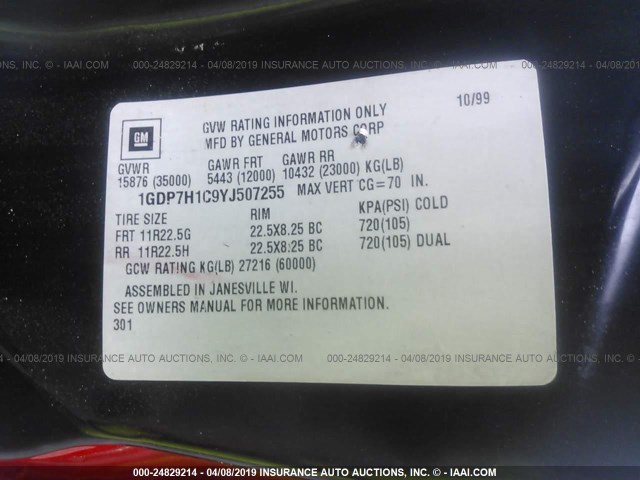 UCTIONS, INC. - IAAI.COM 000-24829214 - 04/08/2019 INSURANCE AUTO AUCTIONS, INC. - IAAI.COM 000-
10/99
GVW RATING INFORMATION ONLY
MFD BY GENERAL MOTORS CORP
GM
GVWR GAWR FRT GAWR RR
15876 (35000) 5443 (12000) 10432 (23000) KG(LB)
1GDP7H1C9YJ507255 MAX VERT CG=70 IN.
TIRE SIZE RIM KPA(PSI) COLD
FRT 11R22.5G 22.5X8.25 BC 720(105)
RR 11R22.5H 22.5X8.25 BC 720(105) DUAL
GCW RATING KG(LB) 27216 (60000)
ASSEMBLED IN JANESVILLE WI.
SEE OWNERS MANUAL FOR MORE INFORMATION.
301
000-24829214 - 04/08/2019 INSURANCE AUTO AUCTIONS, INC. - IAAI.COM 000-24829214 - 04/08/2019 INSURANCE AUTO AUCTIONS, INC.
000-24829214 - 04/08/2019 INSURANCE AUTO AUCTIONS, INC. - IAAI.COM